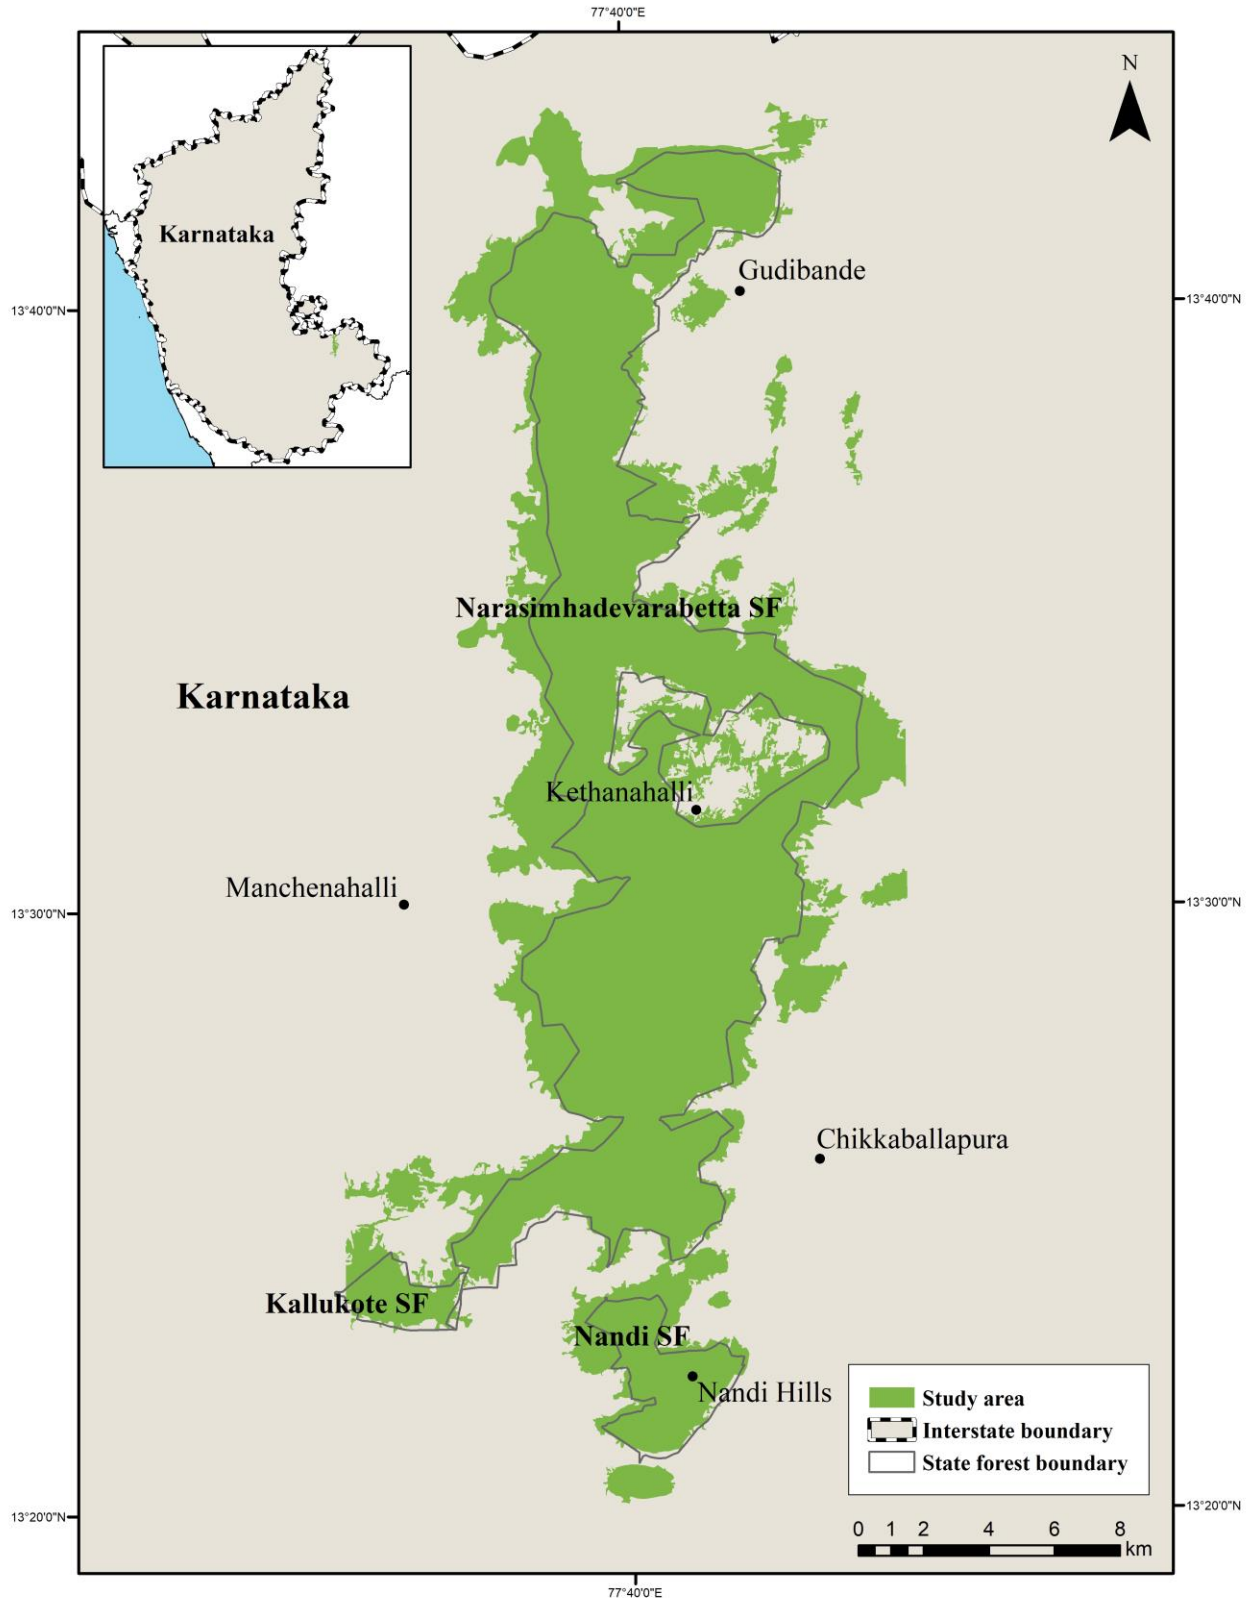 77°40'0"E
N
Karnataka
Gudibande
13°40'0"N
13°40'0"N
Narasimhadevarabetta SF
Karnataka
Kethanahalli
Manchenahalli
13°30'0"N
13°30'0"N
Chikkaballapura
Kallukote SF
Nandi SF
Nandi Hills
Study area
Interstate boundary
State forest boundary
13°20'0"N
13°20'0"N
0 1 2 4 6 8
km
77°40'0"E